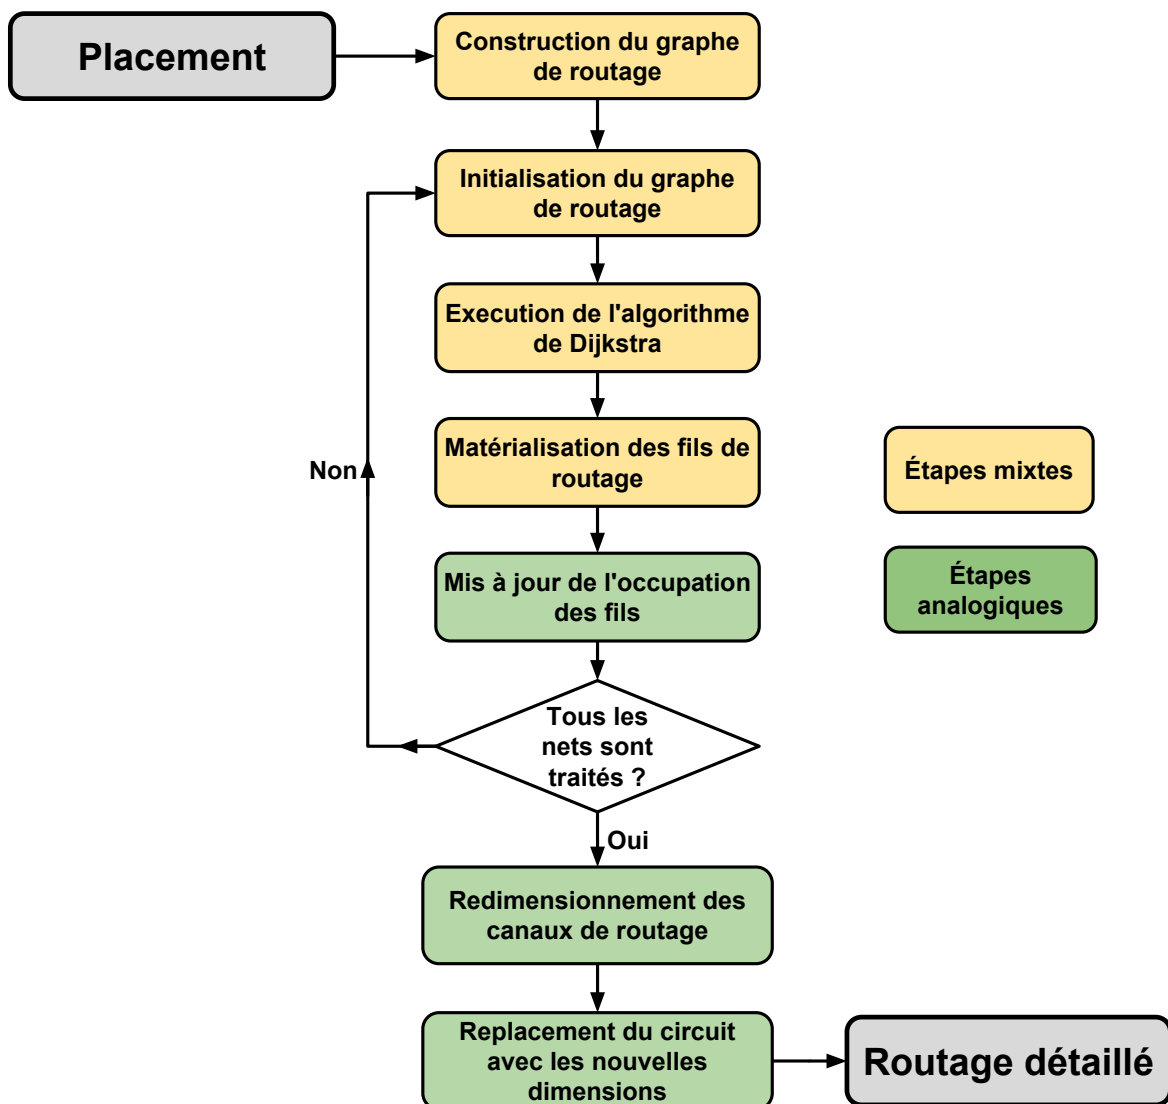 Placement
Construction du graphe
de routage
Initialisation du graphe
de routage
Execution de l'algorithme
de Dijkstra
Matérialisation des fils de
routage
Non
Étapes mixtes
Mis à jour de l'occupation
des fils
Étapes
analogiques
Tous les
nets sont
traités ?
Oui
Redimensionnement des
canaux de routage
Replacement du circuit
avec les nouvelles
dimensions
Routage détaillé